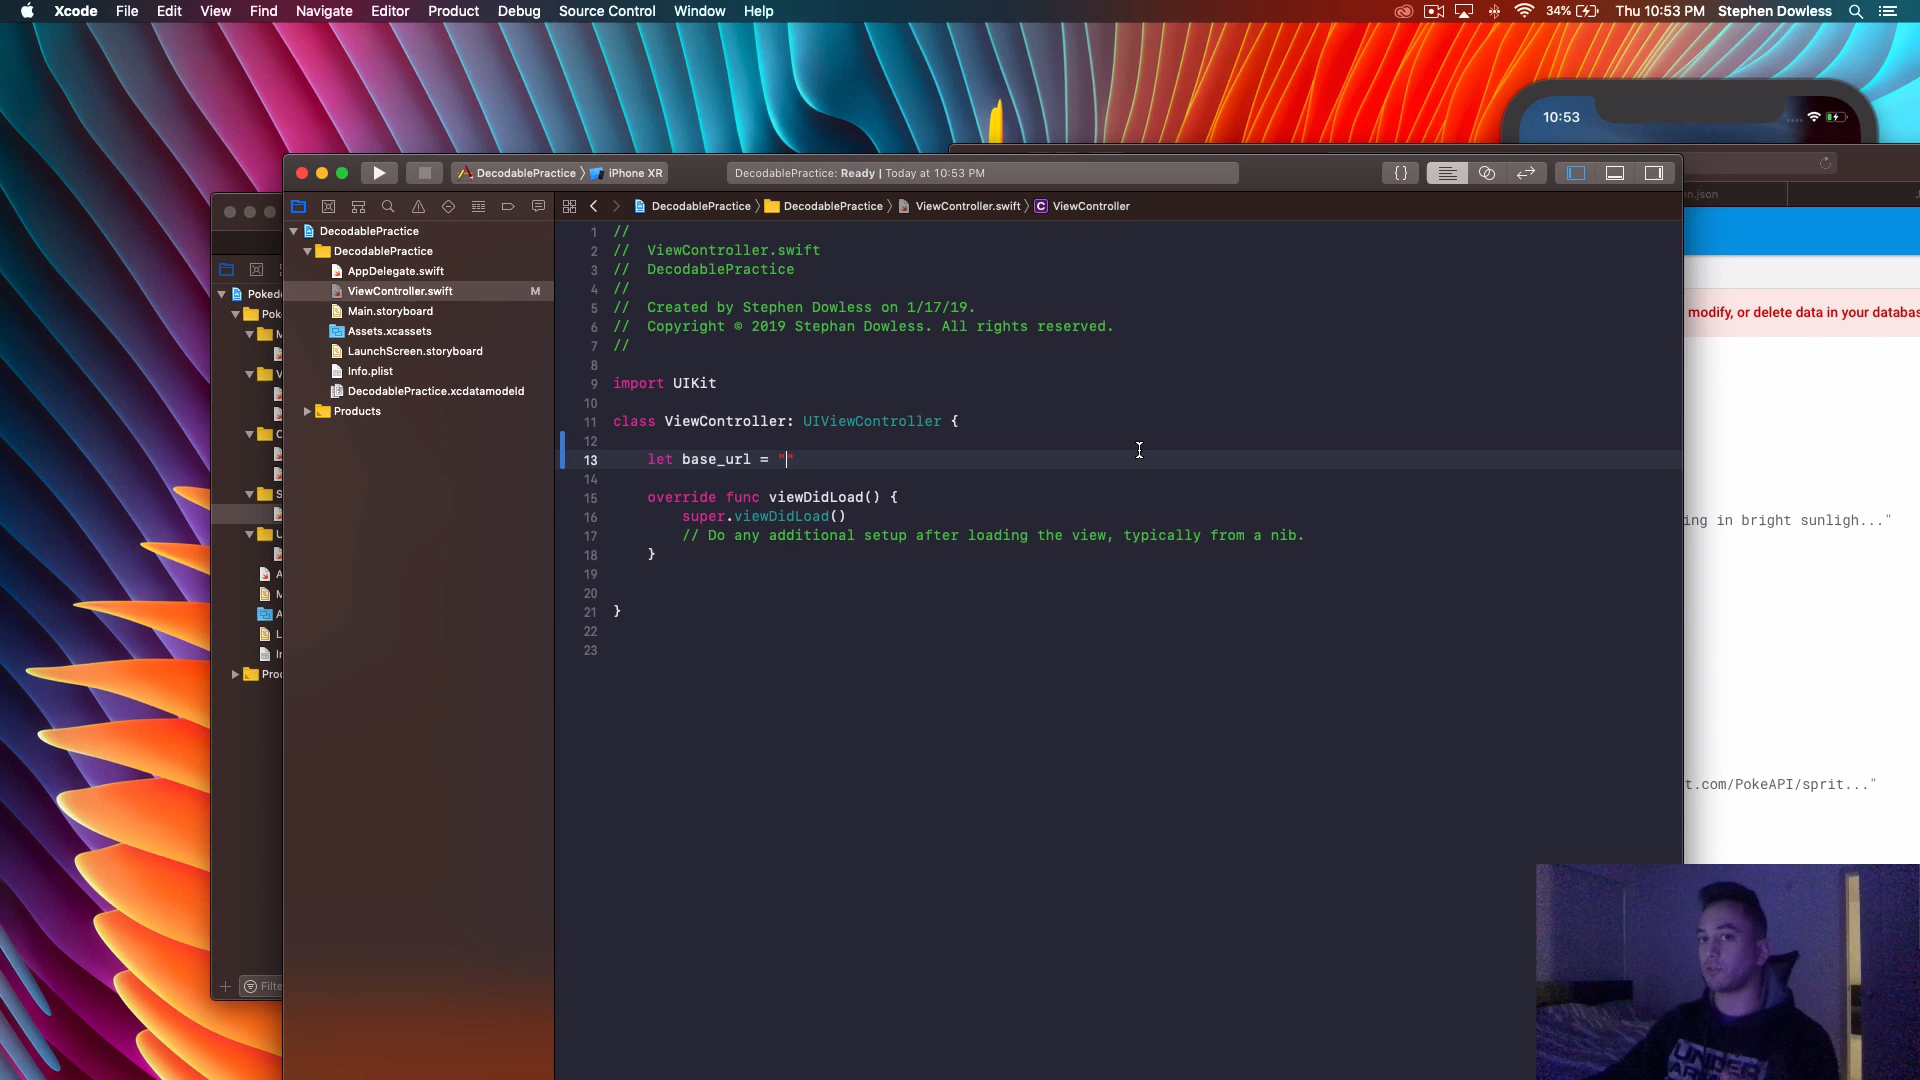 Xcode File Edit View Find Navigate Editor Product Debug Source Control Window Help
34% Thu 10:53 PM Stephen Dowless
10:53
DecodablePractice iPhone XR
DecodablePractice: Ready | Today at 10:53 PM
{}
DecodablePractice DecodablePractice ViewController.swift C ViewController
DecodablePractice
DecodablePractice
AppDelegate.swift
ViewController.swift M
Main.storyboard
Assets.xcassets
LaunchScreen.storyboard
Info.plist
DecodablePractice.xcdatamodeld
Products
1 //
2 // ViewController.swift
3 // DecodablePractice
4 //
5 // Created by Stephen Dowless on 1/17/19.
6 // Copyright © 2019 Stephan Dowless. All rights reserved.
7 //
8
9 import UIKit
10
11 class ViewController: UIViewController {
12
13 let base_url = ""
14
15 override func viewDidLoad() {
16 super.viewDidLoad()
17 // Do any additional setup after loading the view, typically from a nib.
18 }
19
20
21 }
22
23
n.json
modify, or delete data in your databas
ing in bright sunligh..."
t.com/PokeAPI/sprit..."
Poked
Pok
Prod
Filte
UNDER